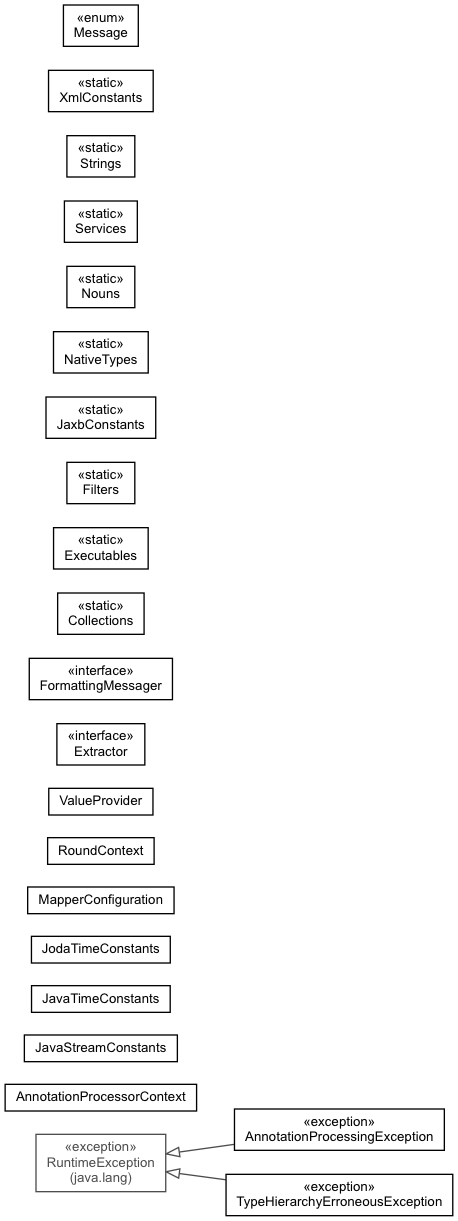 «enum»
Message
«static»
XmlConstants
«static»
Strings
«static»
Services
«static»
Nouns
«static»
NativeTypes
«static»
JaxbConstants
«static»
Filters
«static»
Executables
«static»
Collections
«interface»
FormattingMessager
«interface»
Extractor
ValueProvider
RoundContext
MapperConfiguration
JodaTimeConstants
JavaTimeConstants
JavaStreamConstants
AnnotationProcessorContext
«exception»
AnnotationProcessingException
«exception»
RuntimeException
(java.lang)
«exception»
TypeHierarchyErroneousException